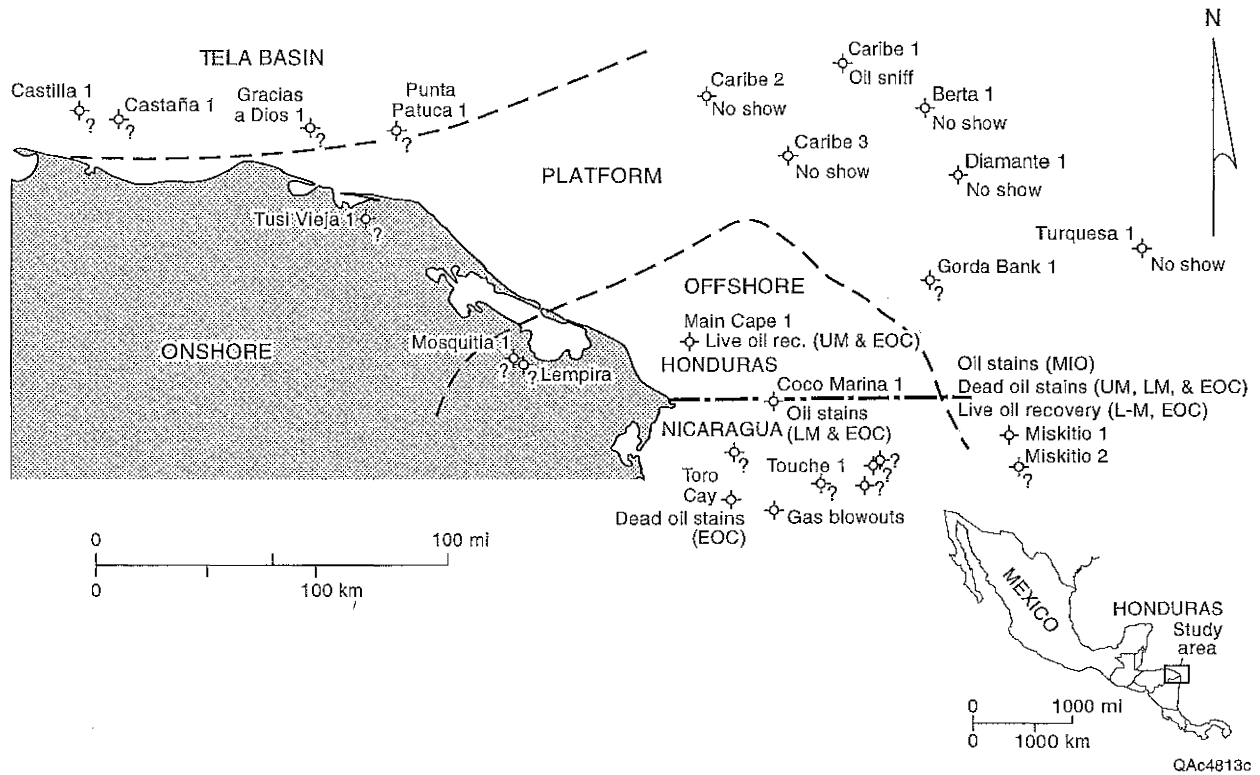 N
TELA BASIN
Castilla 1
?
Castaña 1
?
Gracias
a Dios 1
?
Punta
Patuca 1
?
Caribe 2
No show
Caribe 1
Oil sniff
Berta 1
No show
Caribe 3
No show
Diamante 1
No show
PLATFORM
Tusi Vieja 1
?
Turquesa 1
No show
Gorda Bank 1
?
OFFSHORE
Main Cape 1
Live oil rec. (UM & EOC)
HONDURAS
ONSHORE
Mosquitia 1
?
? Lempira
Coco Marina 1
Oil stains
(LM & EOC)
Oil stains (MIO)
Dead oil stains (UM, LM, & EOC)
Live oil recovery (L-M, EOC)
Miskitio 1
Miskitio 2
?
NICARAGUA
?
Toro
Cay
Dead oil stains
(EOC)
Touche 1
?
?
?
?
Gas blowouts
0 100 mi
0 100 km
MEXICO
HONDURAS
Study
area
0 1000 mi
0 1000 km
QAc4813c